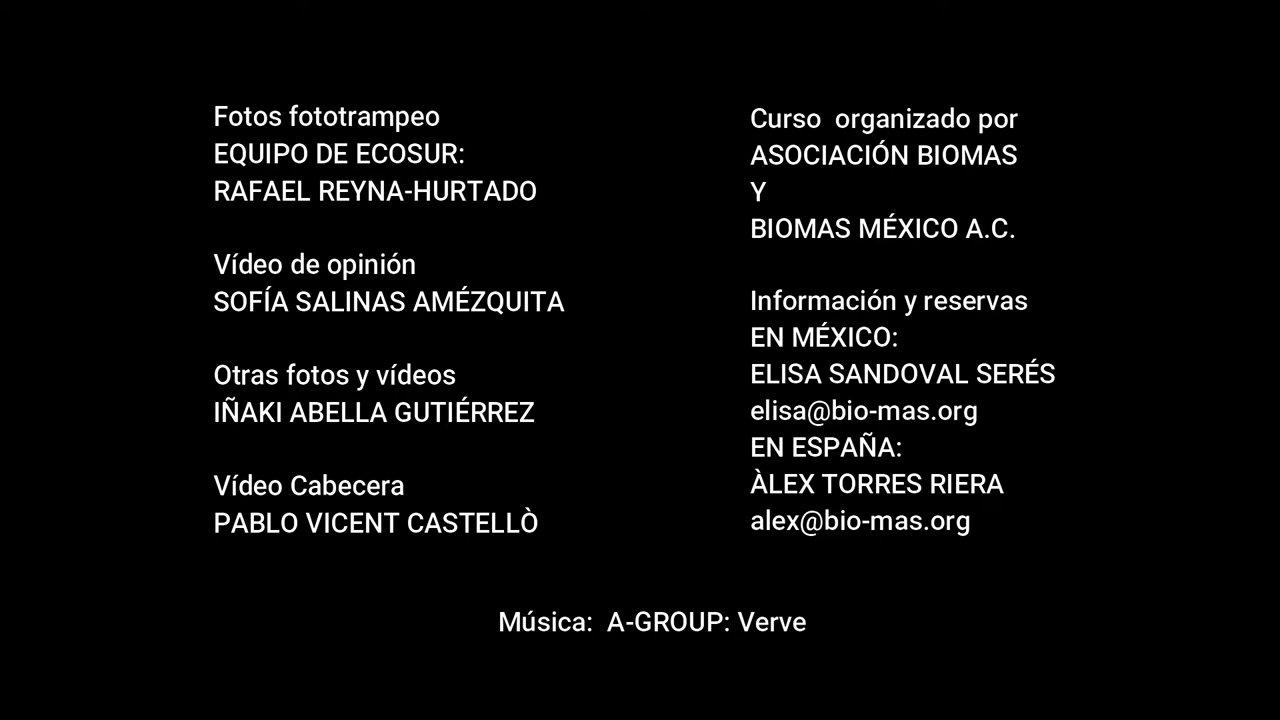 Fotos fototrampeo
EQUIPO DE ECOSUR:
RAFAEL REYNA-HURTADO
Vídeo de opinión
SOFÍA SALINAS AMÉZQUITA
Otras fotos y vídeos
IÑAKI ABELLA GUTIÉRREZ
Vídeo Cabecera
PABLO VICENT CASTELLÒ
Curso organizado por
ASOCIACIÓN BIOMAS
Y
BIOMAS MÉXICO A.C.
Información y reservas
EN MÉXICO:
ELISA SANDOVAL SERÉS
elisa@bio-mas.org
EN ESPAÑA:
ÀLEX TORRES RIERA
alex@bio-mas.org
Música: A-GROUP: Verve